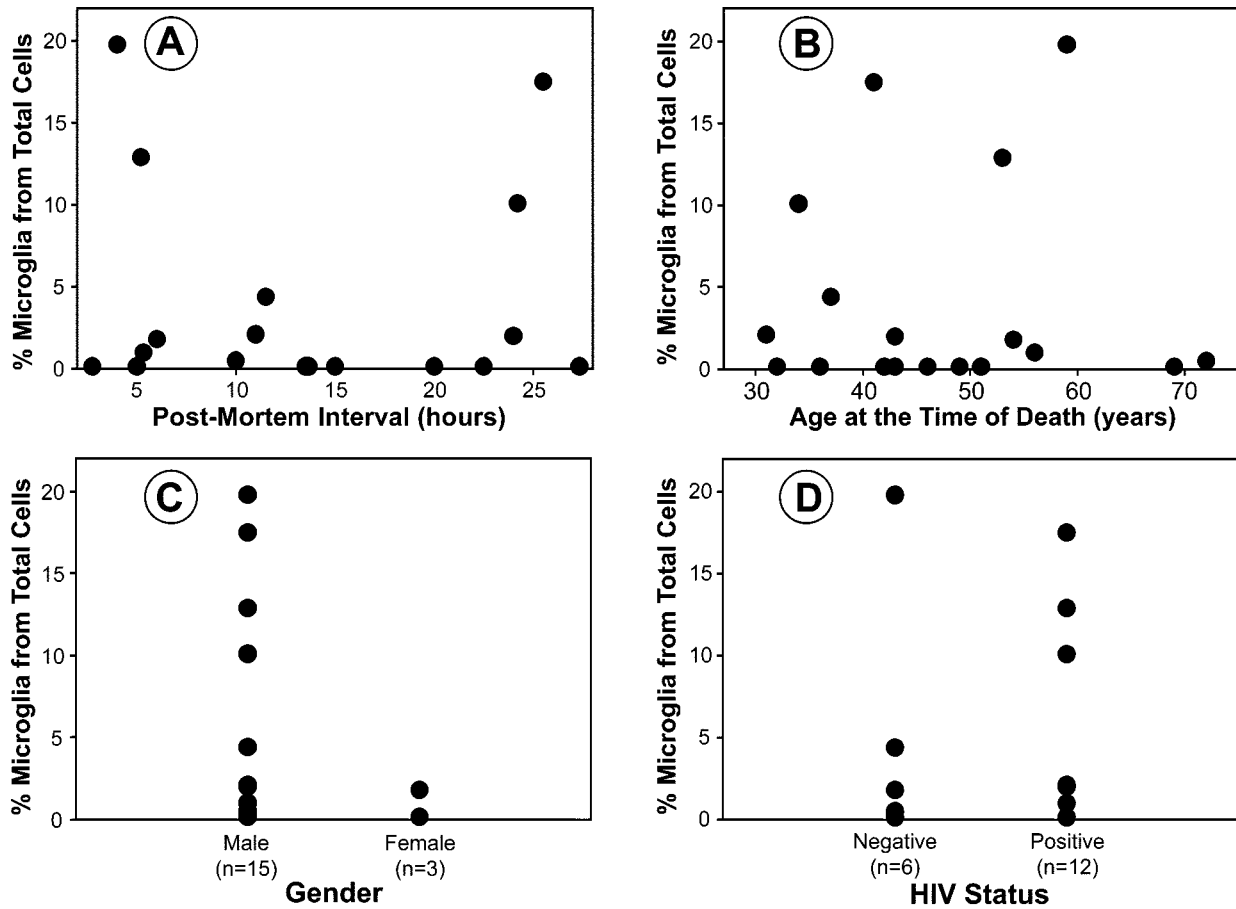 A
% Microglia from Total Cells
20
15
10
5
0
5
10
15
20
25
Post-Mortem Interval (hours)
B
% Microglia from Total Cells
20
15
10
5
0
30
40
50
60
70
Age at the Time of Death (years)
C
% Microglia from Total Cells
20
15
10
5
0
Male
(n=15)
Female
(n=3)
Gender
D
% Microglia from Total Cells
20
15
10
5
0
Negative
(n=6)
Positive
(n=12)
HIV Status